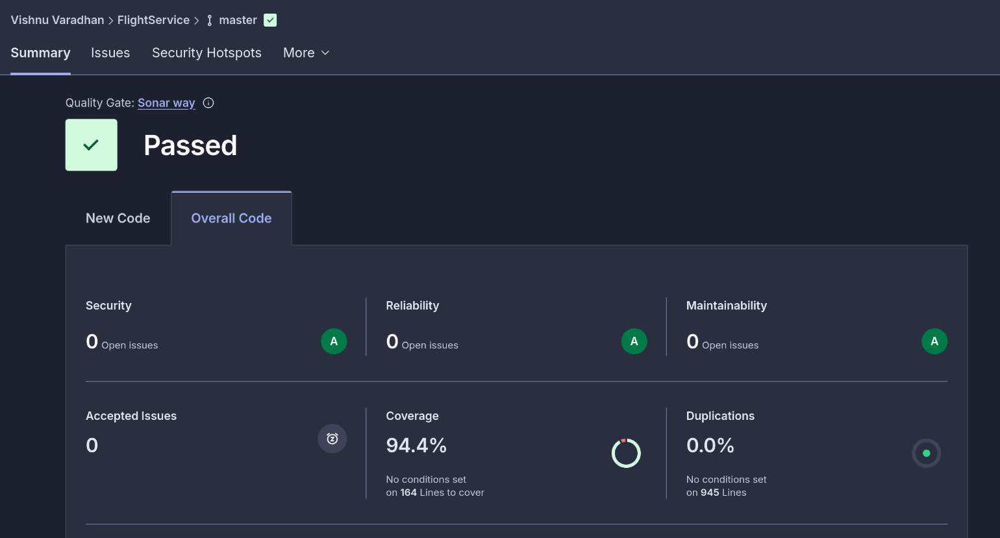 Vishnu Varadhan > FlightService > master
Summary Issues Security Hotspots More
Quality Gate: Sonar way
Passed
New Code Overall Code
Security Reliability Maintainability
0 Open issues A 0 Open issues A 0 Open issues A
Accepted Issues Coverage Duplications
0 94.4% 0.0%
No conditions set No conditions set
on 164 Lines to cover on 945 Lines